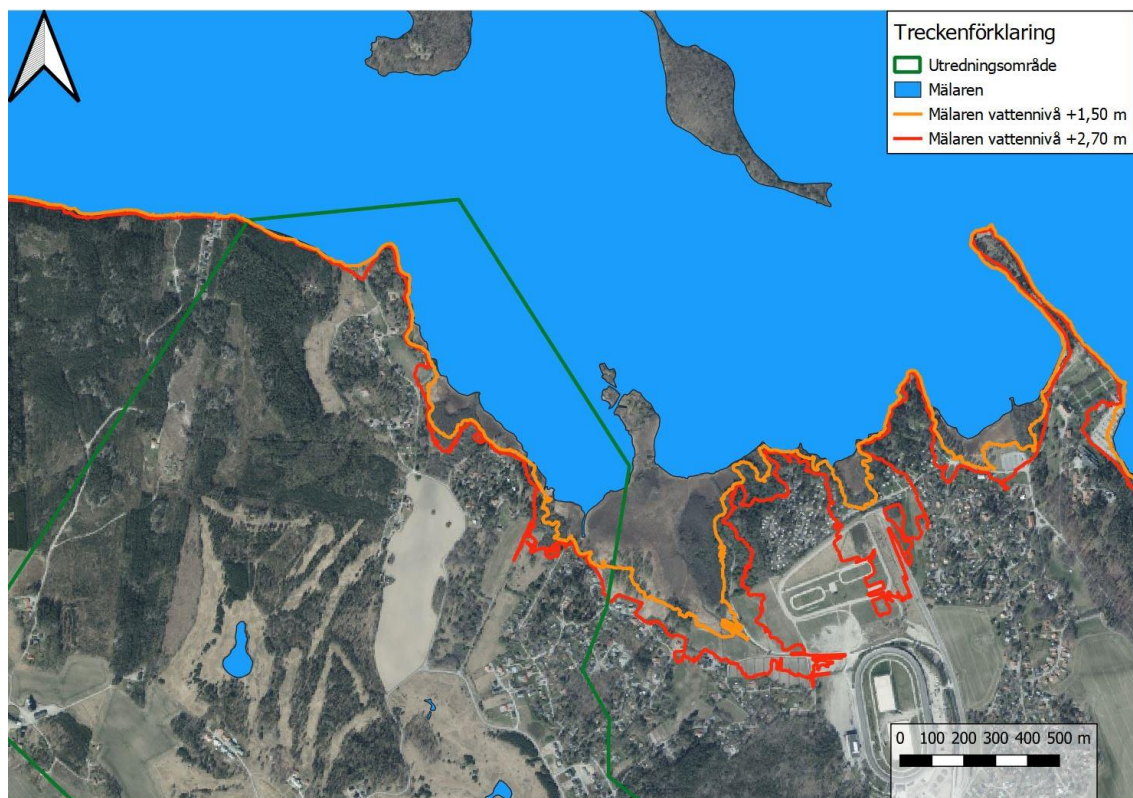 Treckenförklaring
Utredningsområde
Mälaren
Mälaren vattennivå +1,50 m
Mälaren vattennivå +2,70 m
0 100 200 300 400 500 m